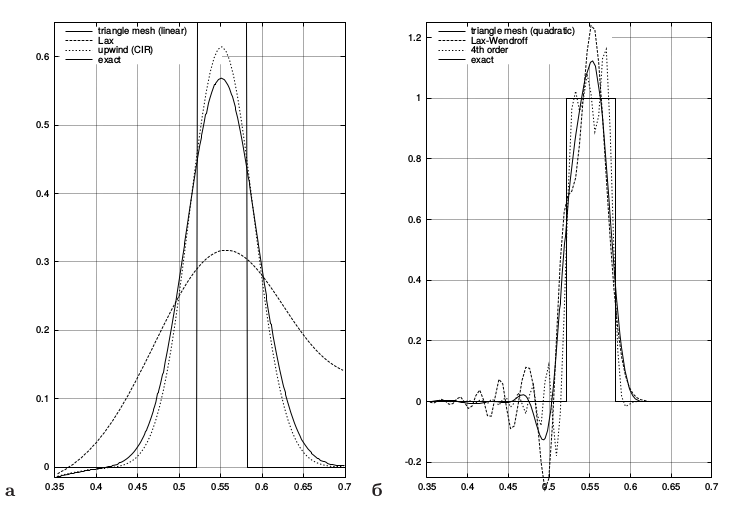 triangle mesh (linear)
Lax
upwind (CIR)
exact
0.6
0.5
0.4
0.3
0.2
0.1
0
0.35 0.4 0.45 0.5 0.55 0.6 0.65 0.7
а
triangle mesh (quadratic)
Lax-Wendroff
4th order
exact
1.2
1
0.8
0.6
0.4
0.2
0
-0.2
0.35 0.4 0.45 0.5 0.55 0.6 0.65 0.7
б